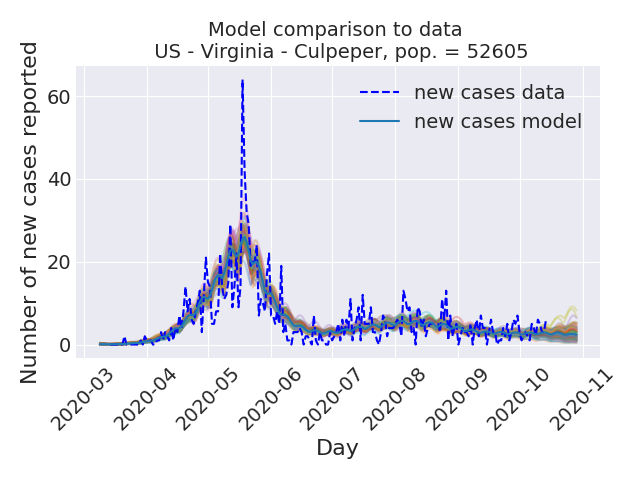 Model comparison to data
US - Virginia - Culpeper, pop. = 52605
Number of new cases reported
60
40
20
0
new cases data
new cases model
2020-03
2020-04
2020-05
2020-06
2020-07
2020-08
2020-09
2020-10
2020-11
Day